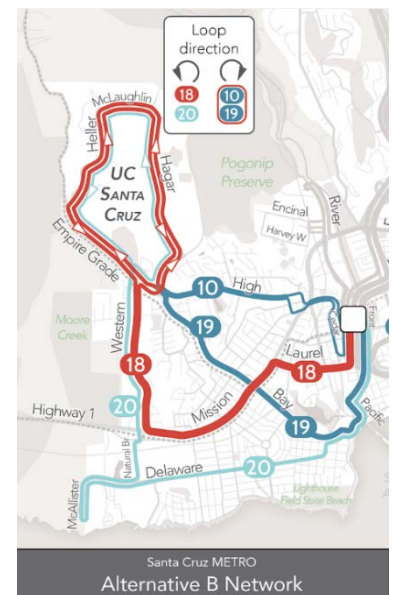 Loop
direction
18
10
20
19
McLaughlin
Heller
Hagar
UC
SANTA
CRUZ
Pogonip
Preserve
River
Encinal
Harvey W
Empire Grade
High
10
Cedar
Front
Moore
Creek
Western
19
Laurel
18
18
Mission
Bay
Pacific
20
Highway 1
19
Natural Br
Delaware
20
McAllister
Lighthouse
Field State Beach
Santa Cruz METRO
Alternative B Network